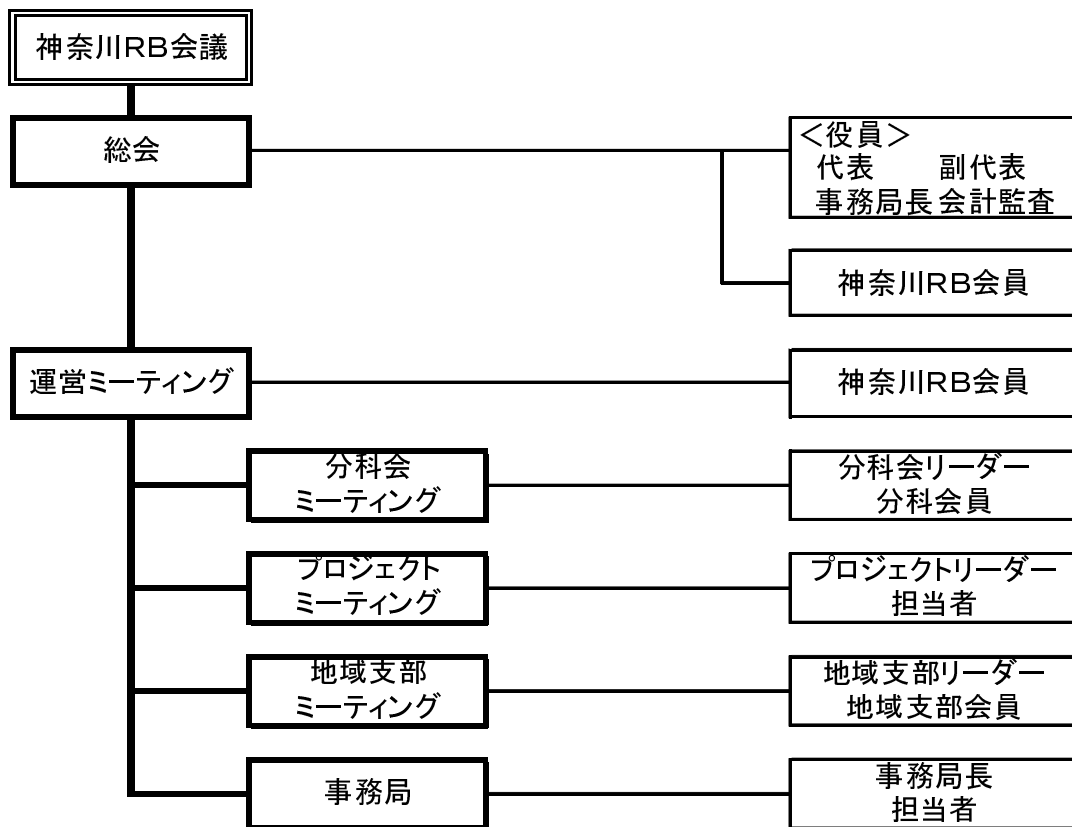 神奈川ＲＢ会議
総会
＜役員＞
代表　副代表
事務局長 会計監査
神奈川ＲＢ会員
運営ミーティング
神奈川ＲＢ会員
分科会
ミーティング
分科会リーダー
分科会員
プロジェクト
ミーティング
プロジェクトリーダー
担当者
地域支部
ミーティング
地域支部リーダー
地域支部会員
事務局
事務局長
担当者